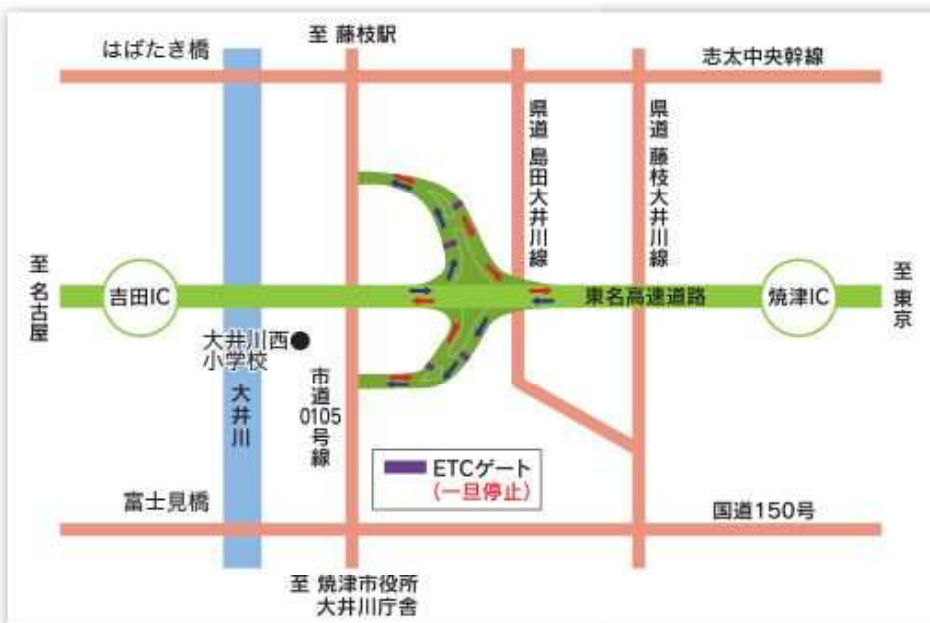 至 藤枝駅
はばたき橋
志太中央幹線
県道 島田大井川線
県道 藤枝大井川線
至 名古屋
吉田IC
東名高速道路
焼津IC
至 東京
大井川西
小学校
大井川
市道0105号線
ETCゲート
(一旦停止)
富士見橋
国道150号
至 焼津市役所
大井川庁舎